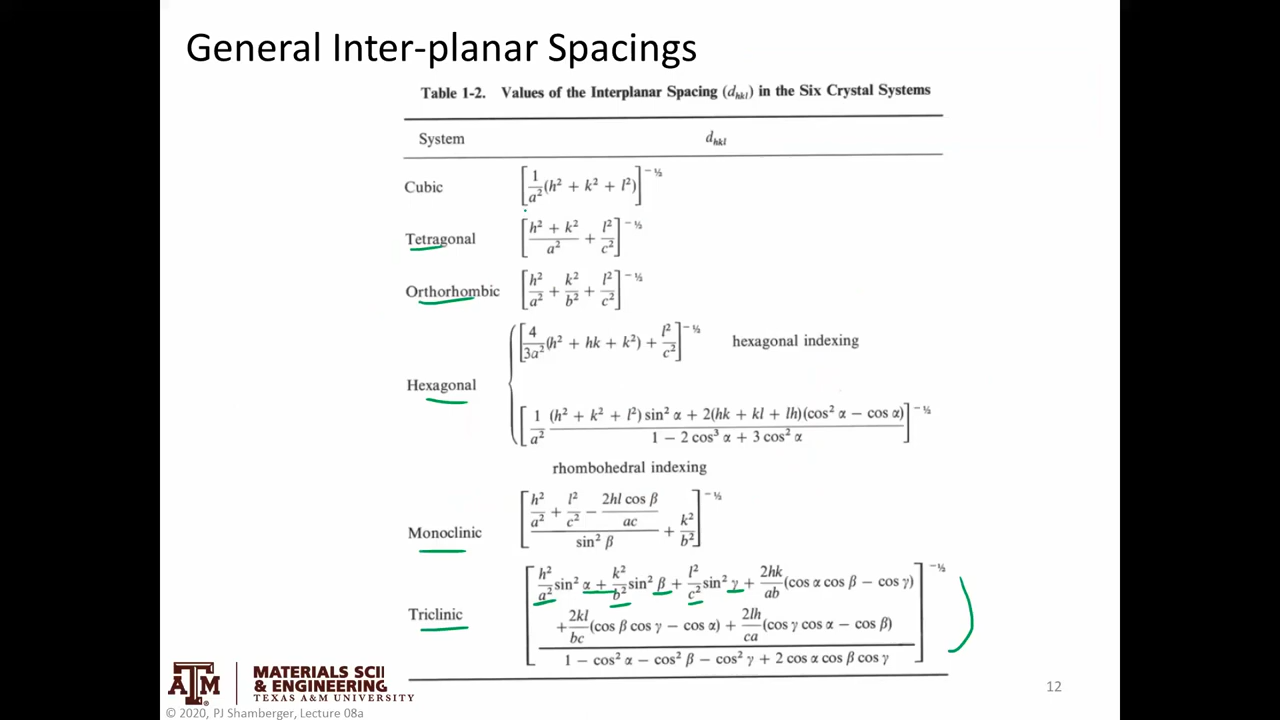 General Inter-planar Spacings
Table 1-2. Values of the Interplanar Spacing (d_hkl) in the Six Crystal Systems
System d_hkl
Cubic [1/a² (h² + k² + l²)]^−½
Tetragonal [(h² + k²)/a² + l²/c²]^−½
Orthorhombic [h²/a² + k²/b² + l²/c²]^−½
Hexagonal
[4/3a² (h² + hk + k²) + l²/c²]^−½ hexagonal indexing
[1/a² ((h² + k² + l²) sin² α + 2(hk + kl + lh)(cos² α − cos α))/(1 − 2 cos³ α + 3 cos² α)]^−½
rhombohedral indexing
Monoclinic [(h²/a² + l²/c² − 2hl cos β/ac)/sin² β + k²/b²]^−½
Triclinic
[(h²/a² sin² α + k²/b² sin² β + l²/c² sin² γ + 2hk/ab (cos α cos β − cos γ)
+ 2kl/bc (cos β cos γ − cos α) + 2lh/ca (cos γ cos α − cos β))
/(1 − cos² α − cos² β − cos² γ + 2 cos α cos β cos γ)]^−½
ATM
MATERIALS SCI
& ENGINEERING
TEXAS A&M UNIVERSITY
12
© 2020, PJ Shamberger, Lecture 08a